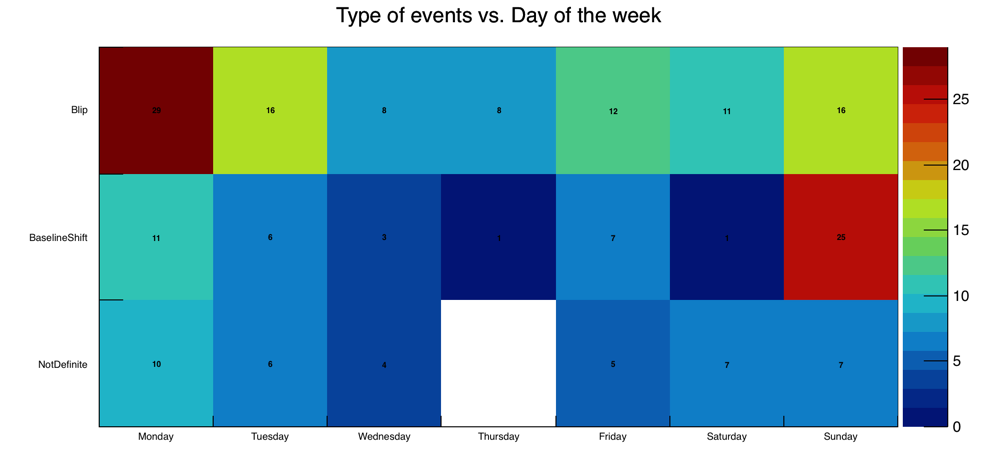 Type of events vs. Day of the week
Blip 29 16 8 8 12 11 16
BaselineShift 11 6 3 1 7 1 25
NotDefinite 10 6 4 5 7 7
Monday Tuesday Wednesday Thursday Friday Saturday Sunday
25
20
15
10
5
0